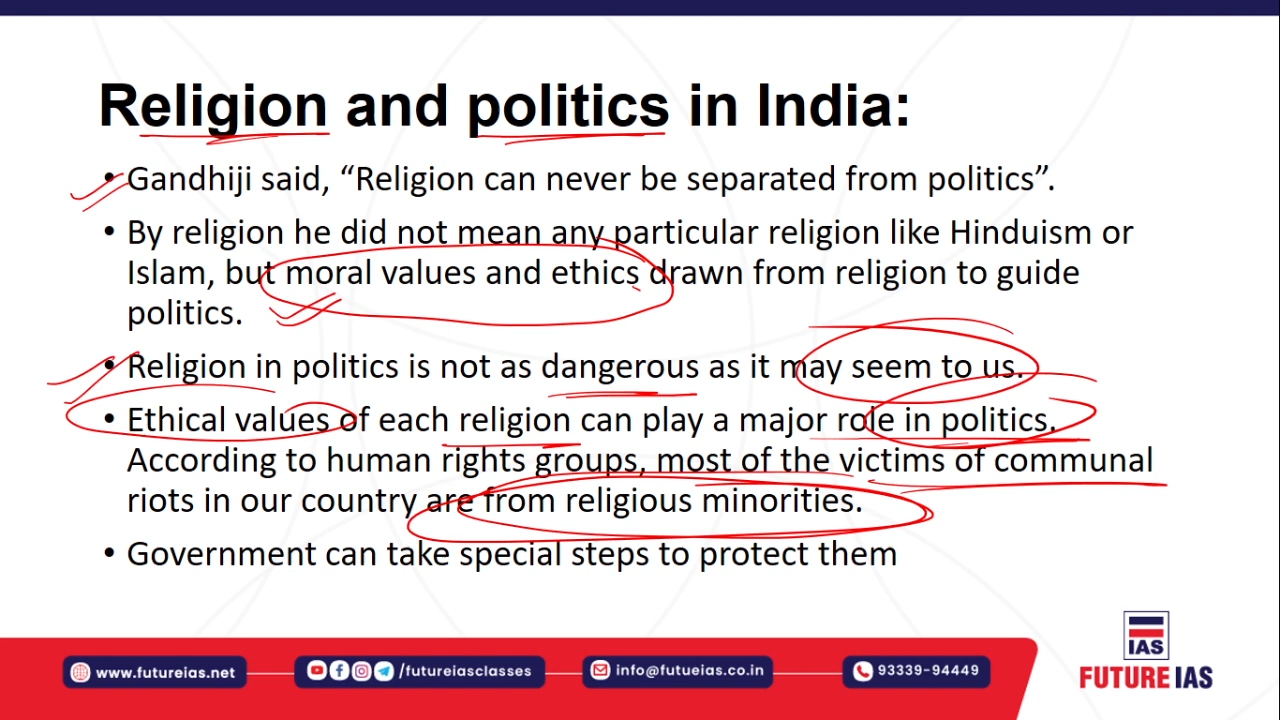 Religion and politics in India:
• Gandhiji said, “Religion can never be separated from politics”.
• By religion he did not mean any particular religion like Hinduism or
Islam, but moral values and ethics drawn from religion to guide
politics.
• Religion in politics is not as dangerous as it may seem to us.
• Ethical values of each religion can play a major role in politics.
According to human rights groups, most of the victims of communal
riots in our country are from religious minorities.
• Government can take special steps to protect them
IAS
FUTURE IAS
www.futureias.net
/futureiasclasses
info@futueias.co.in
93339-94449